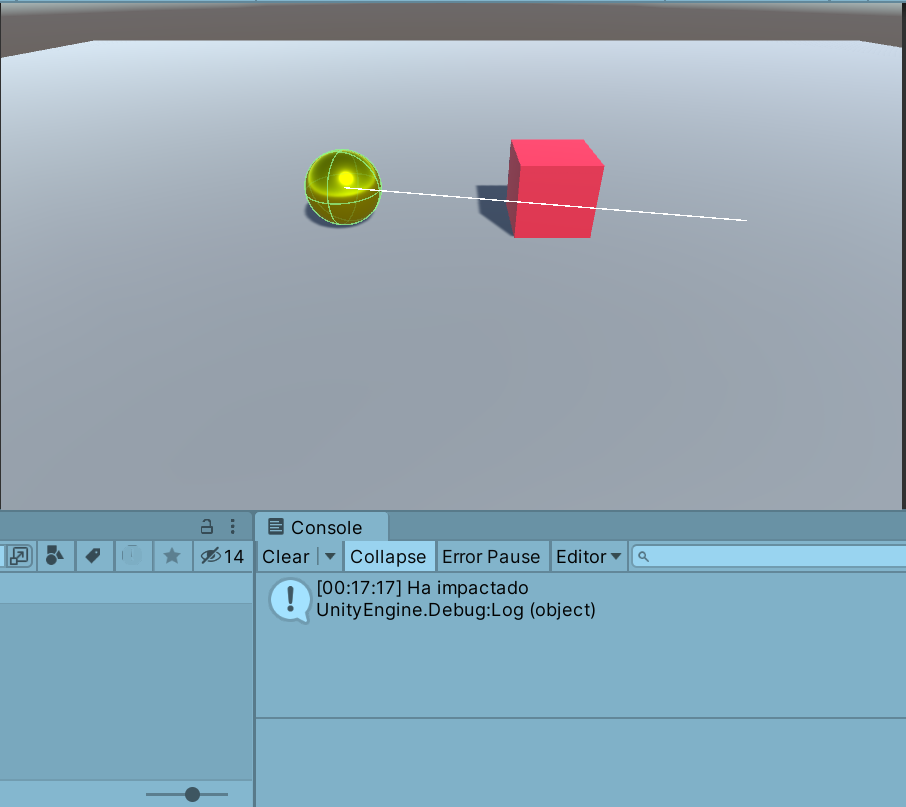 Console
14
Clear
Collapse
Error Pause
Editor
[00:17:17] Ha impactado
UnityEngine.Debug:Log (object)